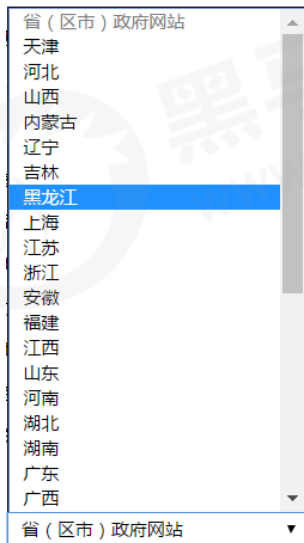 省（区市）政府网站
天津
河北
山西
内蒙古
辽宁
吉林
黑龙江
上海
江苏
浙江
安徽
福建
江西
山东
河南
湖北
湖南
广东
广西
省（区市）政府网站